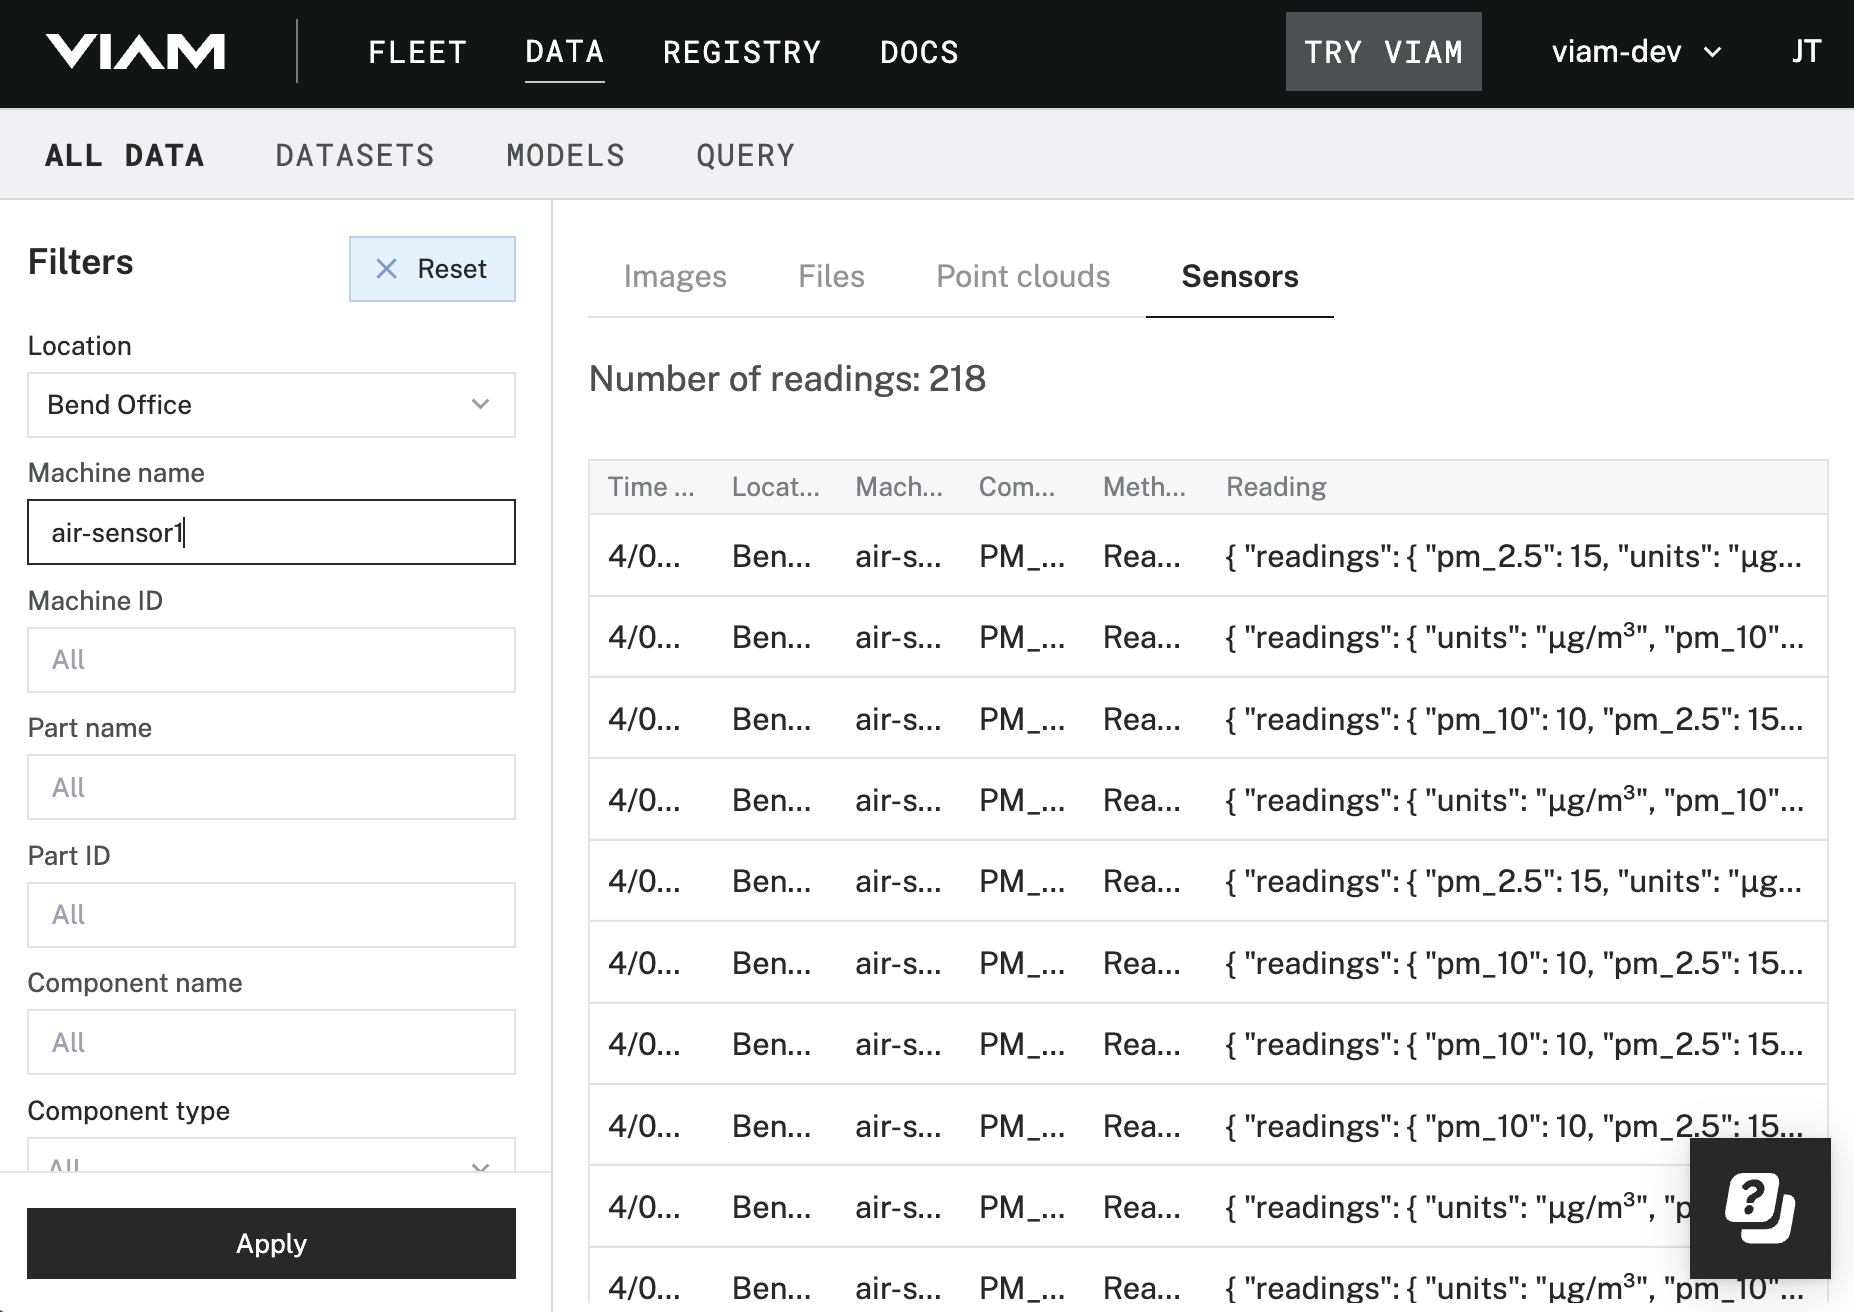 VIAM FLEET DATA REGISTRY DOCS TRY VIAM viam-dev JT
ALL DATA DATASETS MODELS QUERY
Filters
Reset
Location
Bend Office
Machine name
air-sensor1
Machine ID
All
Part name
All
Part ID
All
Component name
All
Component type
All
Apply
Images Files Point clouds Sensors
Number of readings: 218
Time ... Locat... Mach... Com... Meth... Reading
4/0... Ben... air-s... PM_... Rea... { "readings": { "pm_2.5": 15, "units": "μg...
4/0... Ben... air-s... PM_... Rea... { "readings": { "units": "μg/m³", "pm_10"...
4/0... Ben... air-s... PM_... Rea... { "readings": { "pm_10": 10, "pm_2.5": 15...
4/0... Ben... air-s... PM_... Rea... { "readings": { "units": "μg/m³", "pm_10"...
4/0... Ben... air-s... PM_... Rea... { "readings": { "pm_2.5": 15, "units": "μg...
4/0... Ben... air-s... PM_... Rea... { "readings": { "pm_10": 10, "pm_2.5": 15...
4/0... Ben... air-s... PM_... Rea... { "readings": { "pm_10": 10, "pm_2.5": 15...
4/0... Ben... air-s... PM_... Rea... { "readings": { "pm_10": 10, "pm_2.5": 15...
4/0... Ben... air-s... PM_... Rea... { "readings": { "units": "μg/m³", "p
4/0... Ben... air-s... PM_... Rea... { "readings": { "units": "μg/m³", "pm_10"...